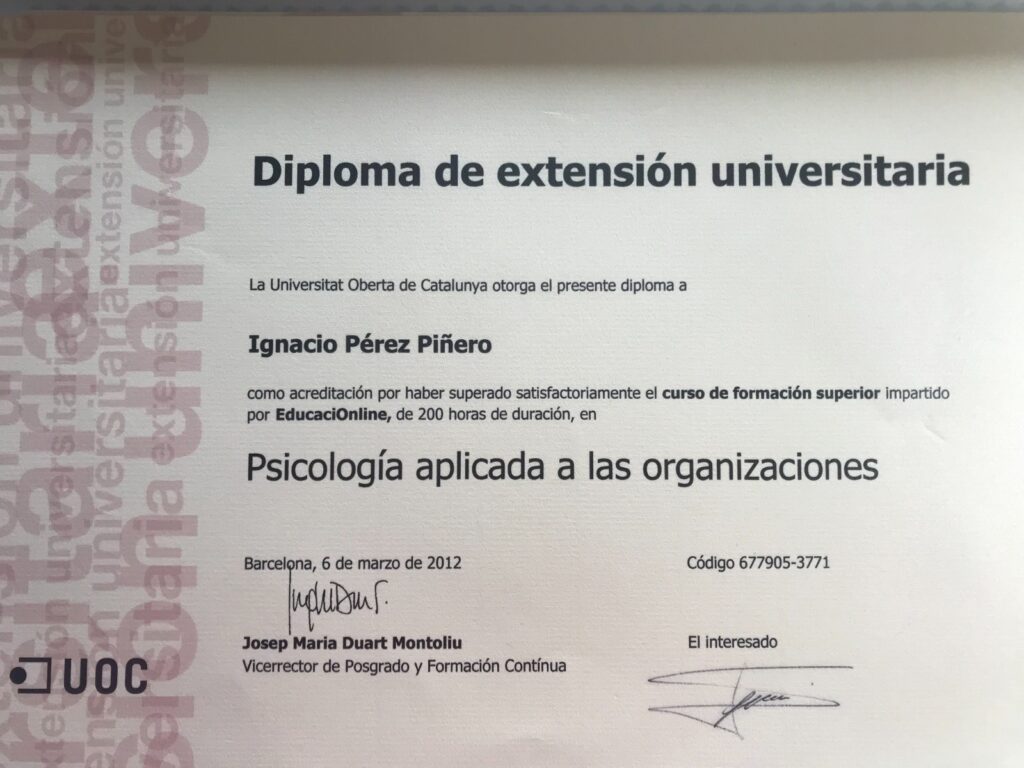 Diploma de extensión universitaria
La Universitat Oberta de Catalunya otorga el presente diploma a
Ignacio Pérez Piñero
como acreditación por haber superado satisfactoriamente el curso de formación superior impartido
por EducaciOnline, de 200 horas de duración, en
Psicología aplicada a las organizaciones
Barcelona, 6 de marzo de 2012
Código 677905-3771
Josep Maria Duart Montoliu
El interesado
Vicerrector de Posgrado y Formación Contínua
UOC